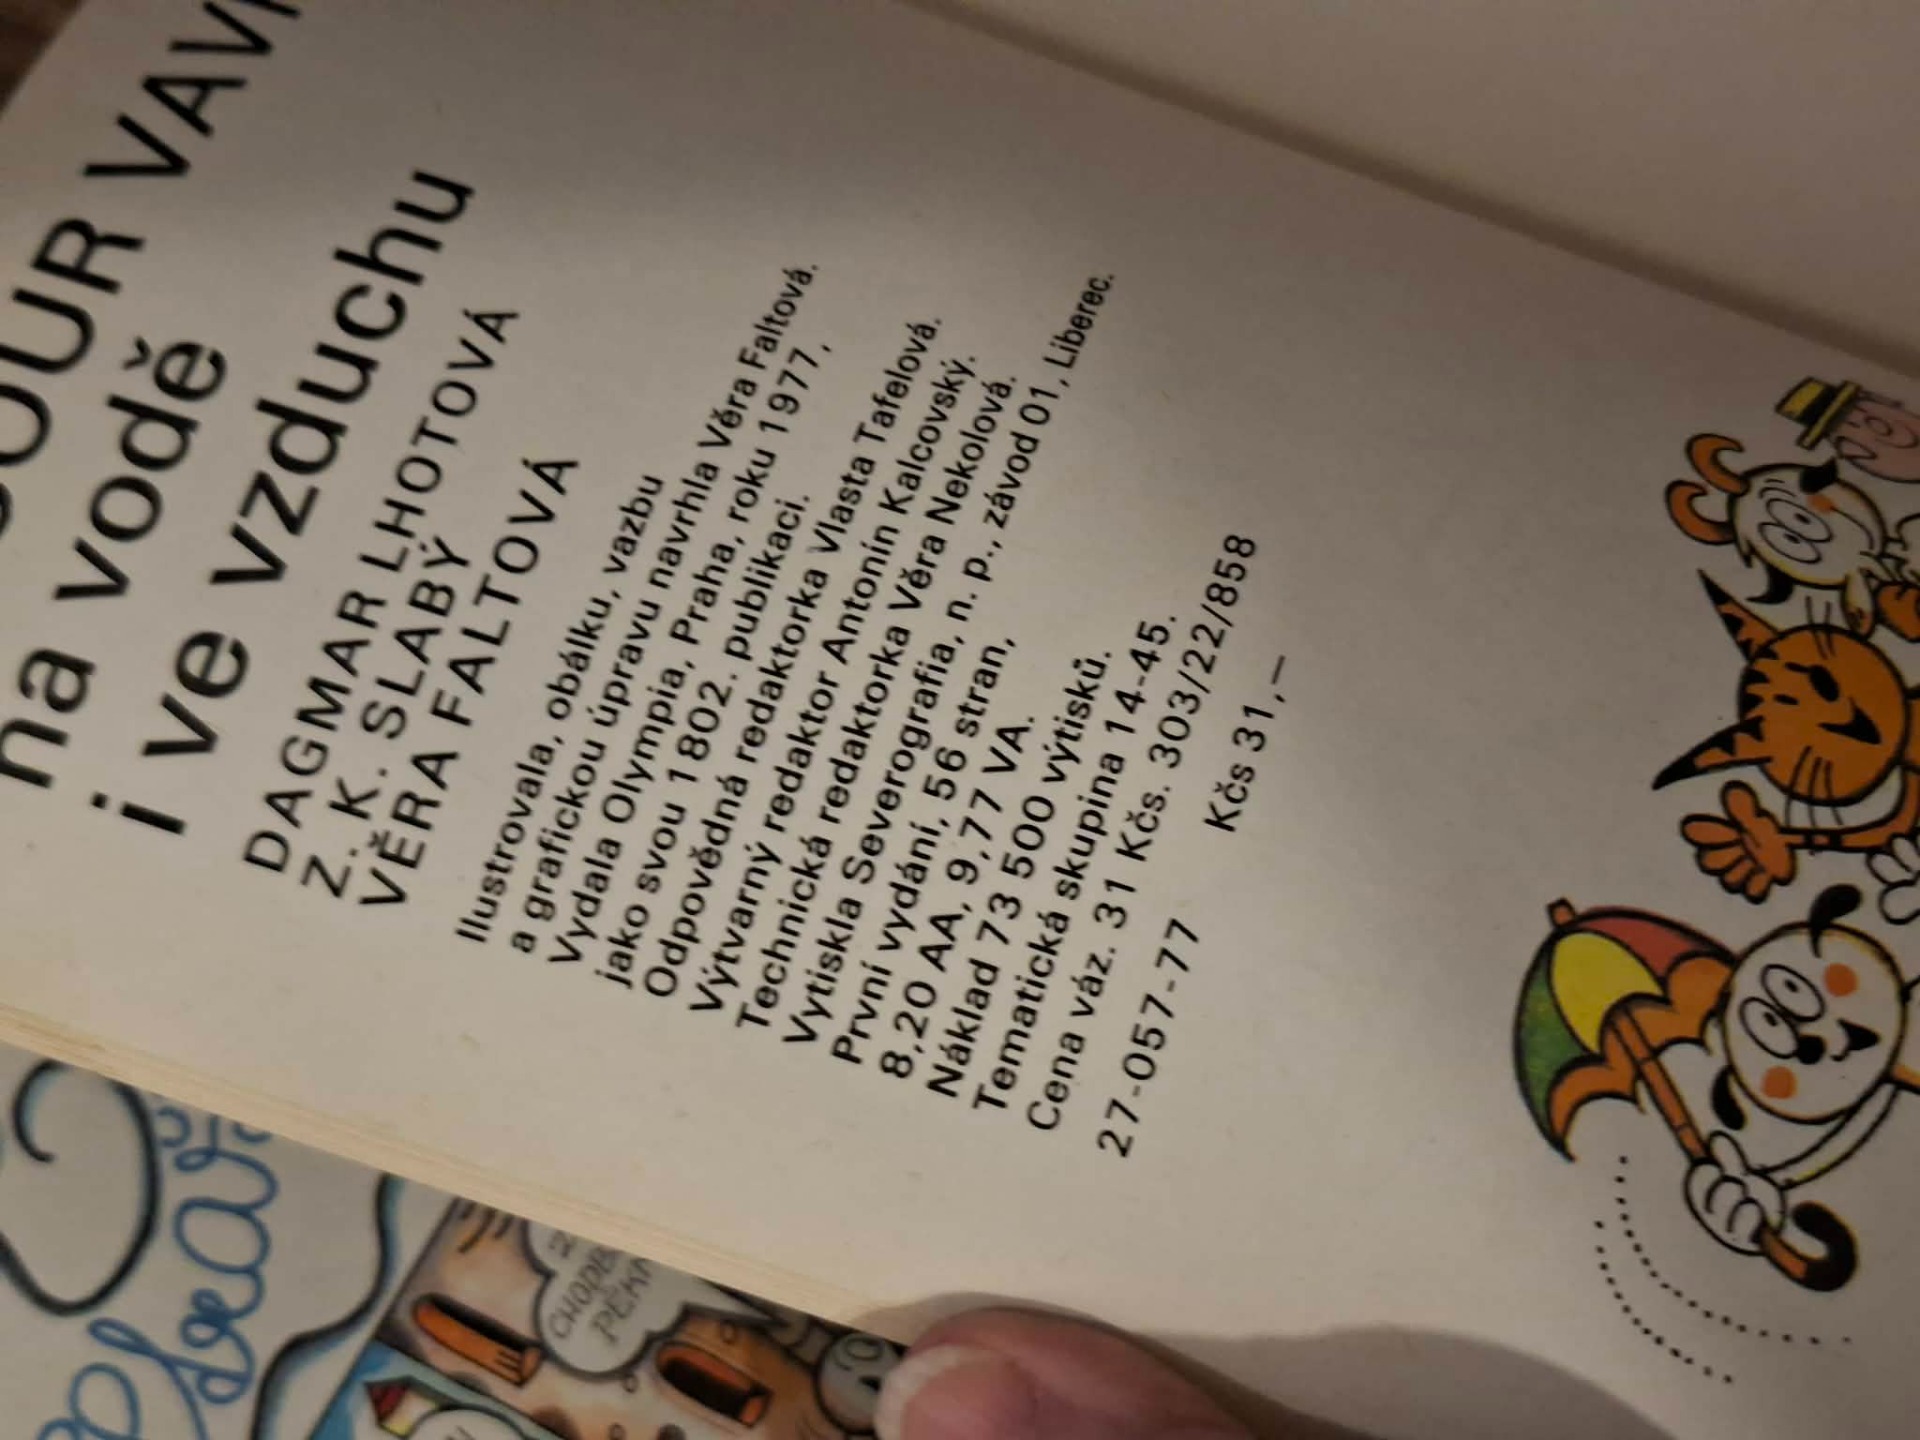 na vodě
i ve vzduchu
DAGMAR LHOTOVÁ
Z. K. SLABÝ
VĚRA FALTOVÁ
Ilustrovala, obálku, vazbu
a grafickou úpravu navrhla Věra Faltová.
Vydala Olympia, Praha, roku 1977,
jako svou 1802. publikaci.
Odpovědná redaktorka Vlasta Tafelová.
Výtvarný redaktor Antonín Kalcovský.
Technická redaktorka Věra Nekolová.
Vytiskla Severografia, n. p., závod 01, Liberec.
První vydání, 56 stran,
8,20 AA, 9,77 VA.
Náklad 73 500 výtisků.
Tematická skupina 14-45.
Cena váz. 31 Kčs. 303/22/858
27-057-77 Kčs 31,—